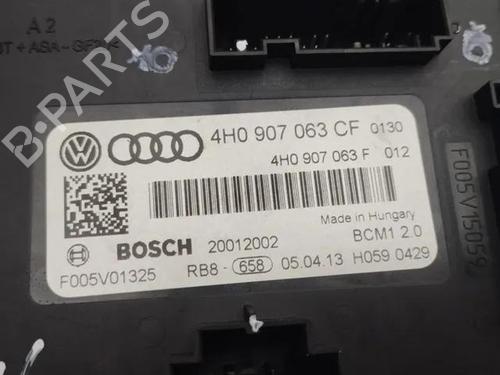 A2
B-PARTS
4H0 907 063 CF 0130
4H0 907 063 F 012
Made in Hungary
BOSCH 20012002 BCM1 2.0
F005V01325 RB8- 658 05.04.13 H059 0429
F005V15059